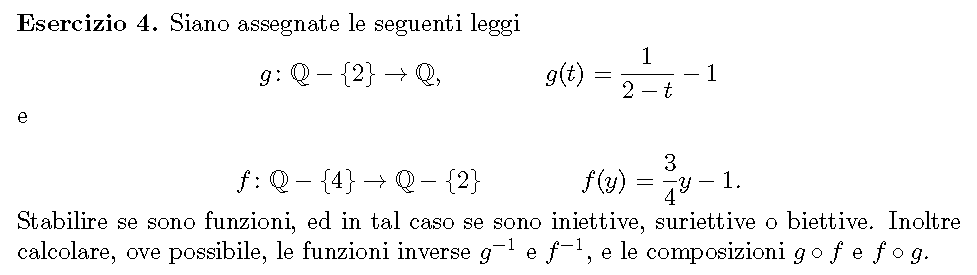 Esercizio 4. Siano assegnate le seguenti leggi
g: ℚ − {2} → ℚ, g(t) = 1/(2 − t) − 1
e
f: ℚ − {4} → ℚ − {2} f(y) = 3/4 y − 1.
Stabilire se sono funzioni, ed in tal caso se sono iniettive, suriettive o biettive. Inoltre
calcolare, ove possibile, le funzioni inverse g⁻¹ e f⁻¹, e le composizioni g ∘ f e f ∘ g.